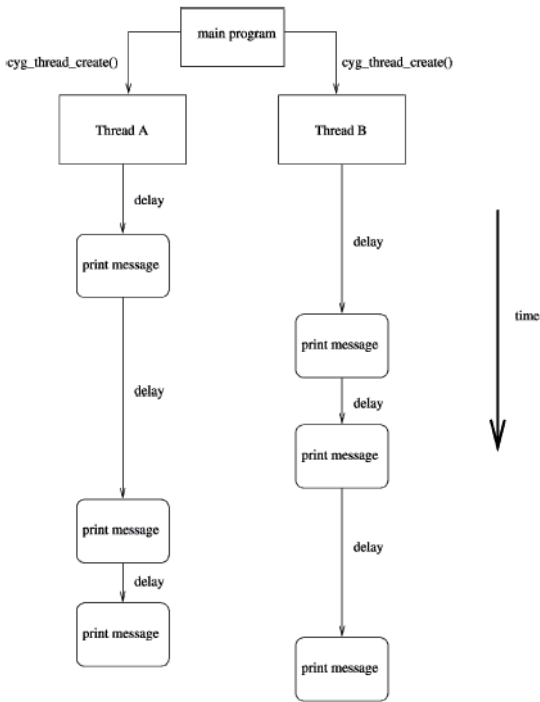 main program
cyg_thread_create()
cyg_thread_create()
Thread A
Thread B
delay
print message
delay
time
print message
delay
delay
print message
print message
delay
delay
print message
print message